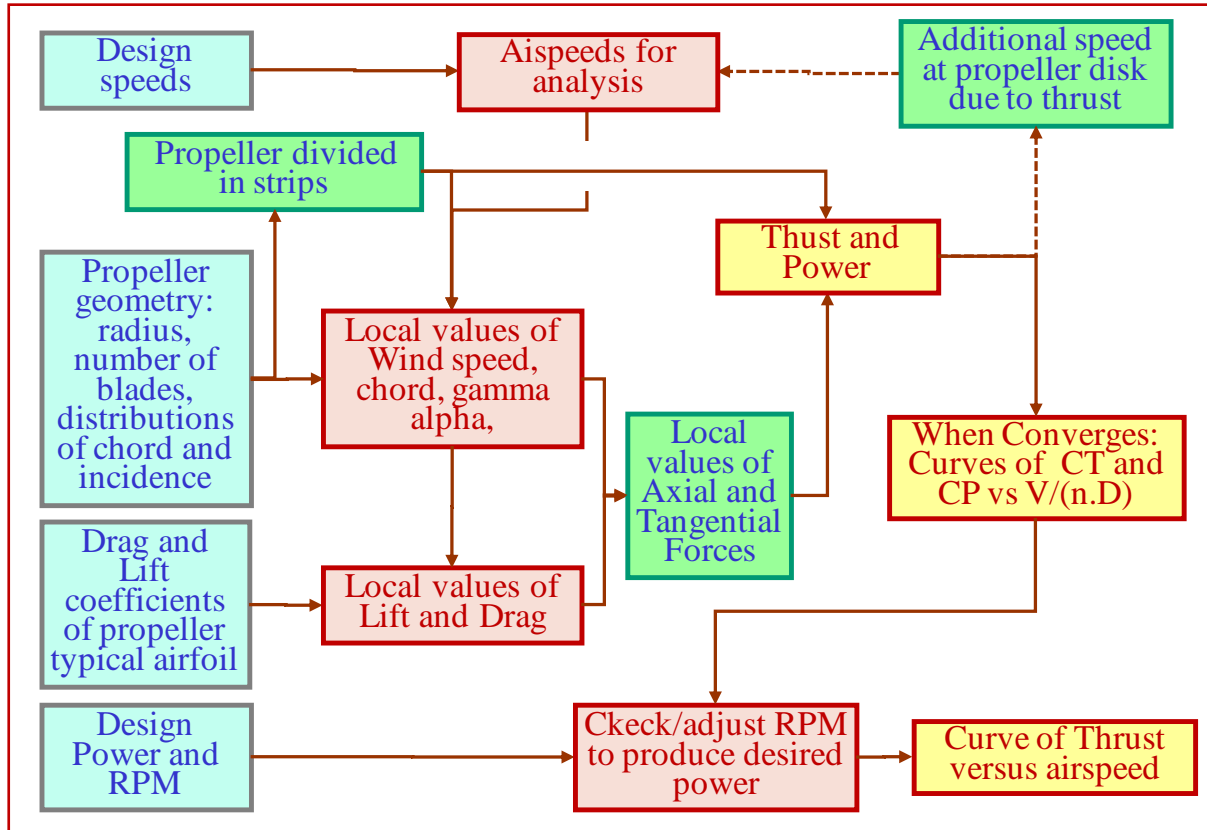 Design
speeds
Aispeeds for
analysis
Additional speed
at propeller disk
due to thrust
Propeller divided
in strips
Propeller
geometry:
radius,
number of
blades,
distributions
of chord and
incidence
Local values of
Wind speed,
chord, gamma
alpha,
Thust and
Power
Local
values of
Axial and
Tangential
Forces
When Converges:
Curves of CT and
CP vs V/(n.D)
Drag and
Lift
coefficients
of propeller
typical airfoil
Local values of
Lift and Drag
Design
Power and
RPM
Ckeck/adjust RPM
to produce desired
power
Curve of Thrust
versus airspeed